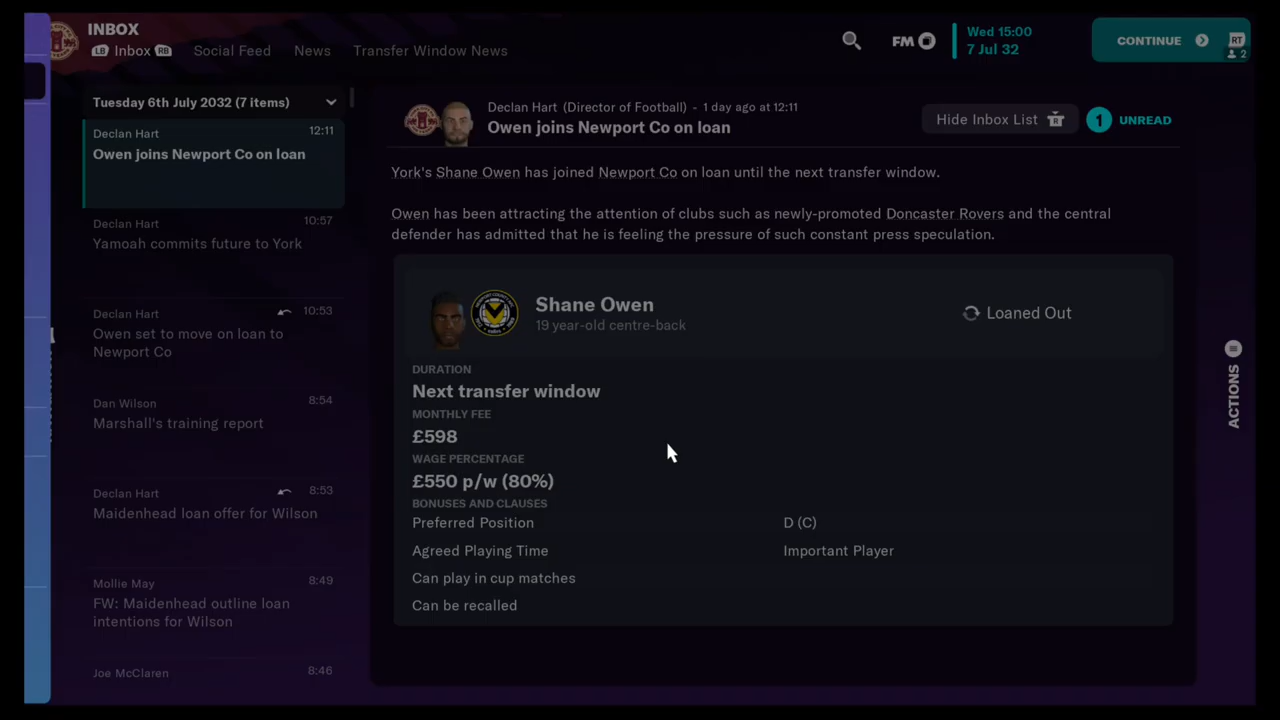 INBOX
LB Inbox RB Social Feed News Transfer Window News
FM
Wed 15:00
7 Jul 32
CONTINUE
RT
2
Tuesday 6th July 2032 (7 items)
Declan Hart 12:11
Owen joins Newport Co on loan
Declan Hart 10:57
Yamoah commits future to York
Declan Hart 10:53
Owen set to move on loan to
Newport Co
Dan Wilson 8:54
Marshall's training report
Declan Hart 8:53
Maidenhead loan offer for Wilson
Mollie May 8:49
FW: Maidenhead outline loan
intentions for Wilson
Joe McClaren 8:46
Declan Hart (Director of Football) - 1 day ago at 12:11
Owen joins Newport Co on loan
Hide Inbox List R
1 UNREAD
York's Shane Owen has joined Newport Co on loan until the next transfer window.
Owen has been attracting the attention of clubs such as newly-promoted Doncaster Rovers and the central
defender has admitted that he is feeling the pressure of such constant press speculation.
Shane Owen
19 year-old centre-back
Loaned Out
DURATION
Next transfer window
MONTHLY FEE
£598
WAGE PERCENTAGE
£550 p/w (80%)
BONUSES AND CLAUSES
Preferred Position D (C)
Agreed Playing Time Important Player
Can play in cup matches
Can be recalled
ACTIONS